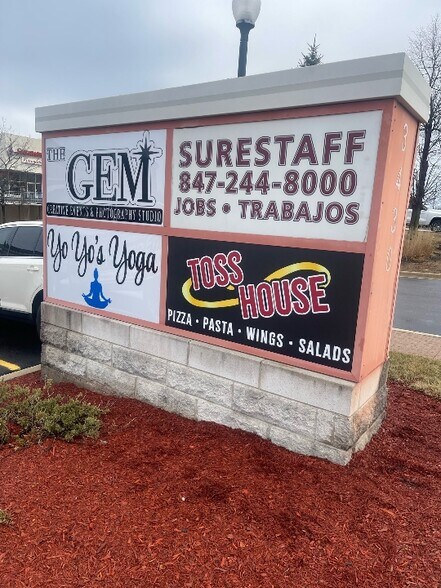 THE
GEM
CREATIVE EVENTS & PHOTOGRAPHY STUDIO
SURESTAFF
847-244-8000
JOBS • TRABAJOS
Yo Yo's Yoga
TOSS
HOUSE
PIZZA • PASTA • WINGS • SALADS